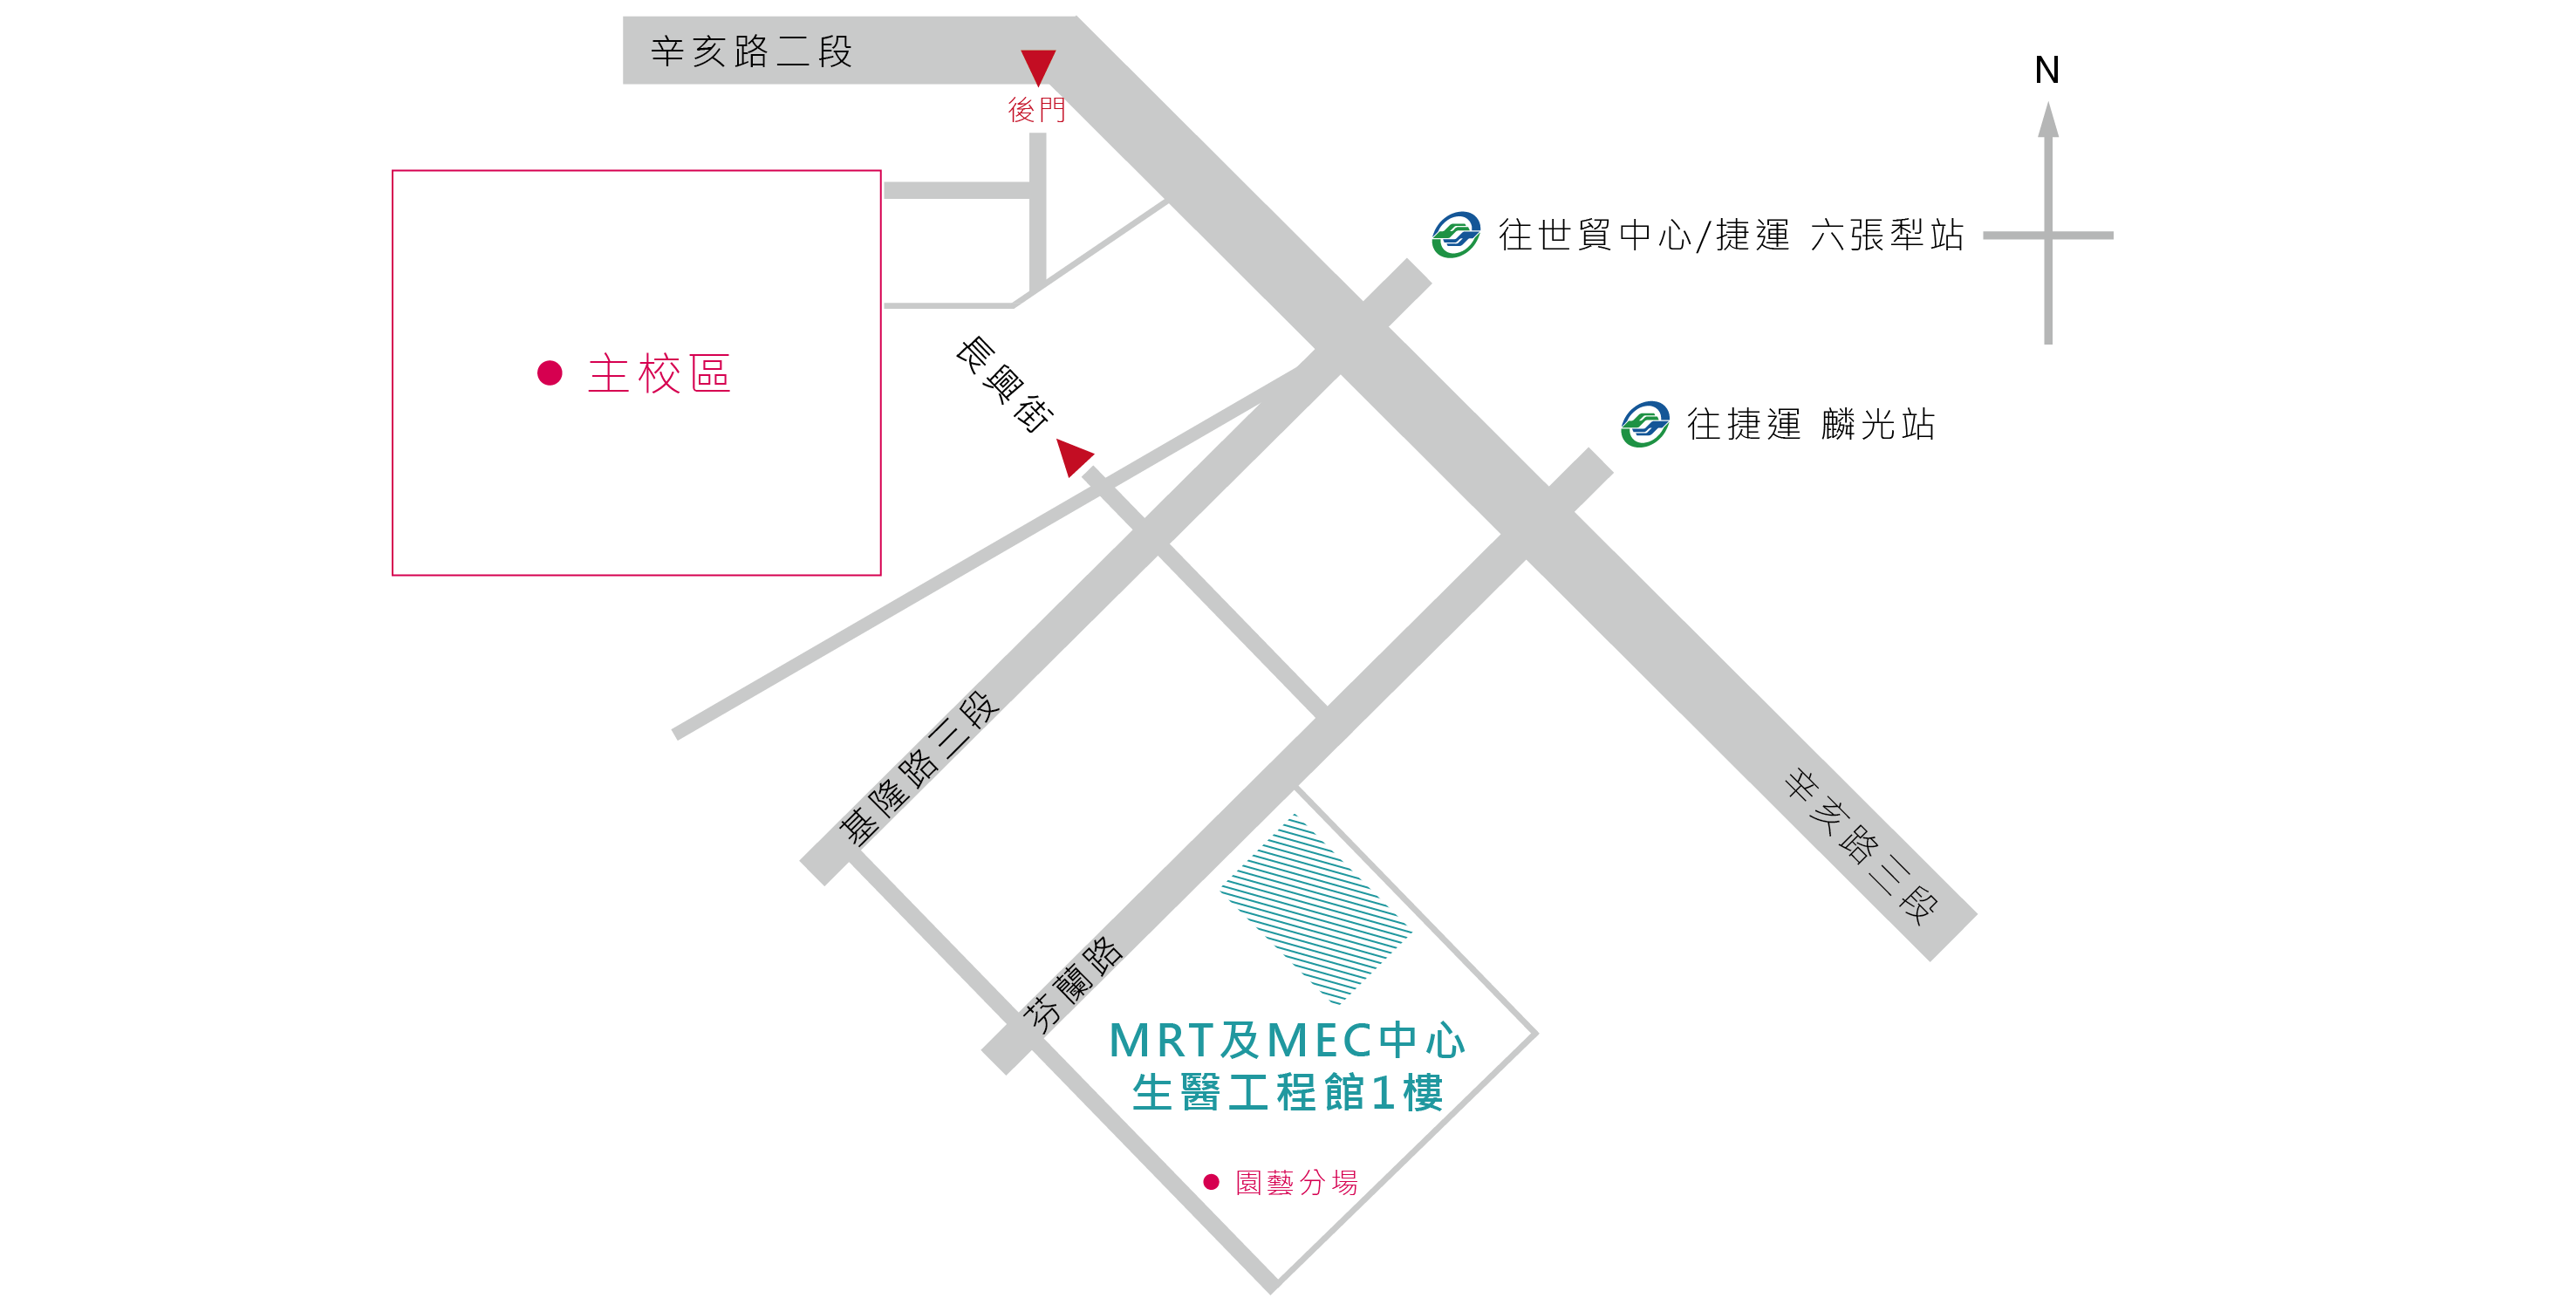 辛亥路二段
後門
N
往世貿中心/捷運 六張犁站
主校區
長興街
往捷運 麟光站
基隆路三段
辛亥路三段
芬蘭路
MRT及MEC中心
生醫工程館1樓
園藝分場